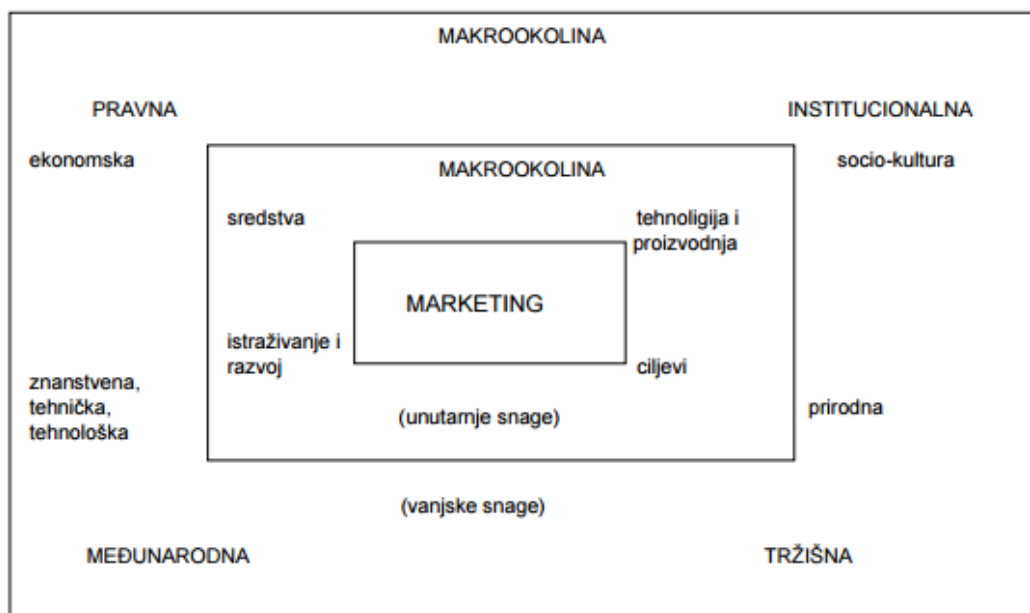 MAKROOKOLINA
PRAVNA
INSTITUCIONALNA
ekonomska
socio-kultura
MAKROOKOLINA
sredstva
tehnoligija i
proizvodnja
MARKETING
istraživanje i
razvoj
ciljevi
znanstvena,
tehnička,
tehnološka
(unutarnje snage)
prirodna
(vanjske snage)
MEĐUNARODNA
TRŽIŠNA